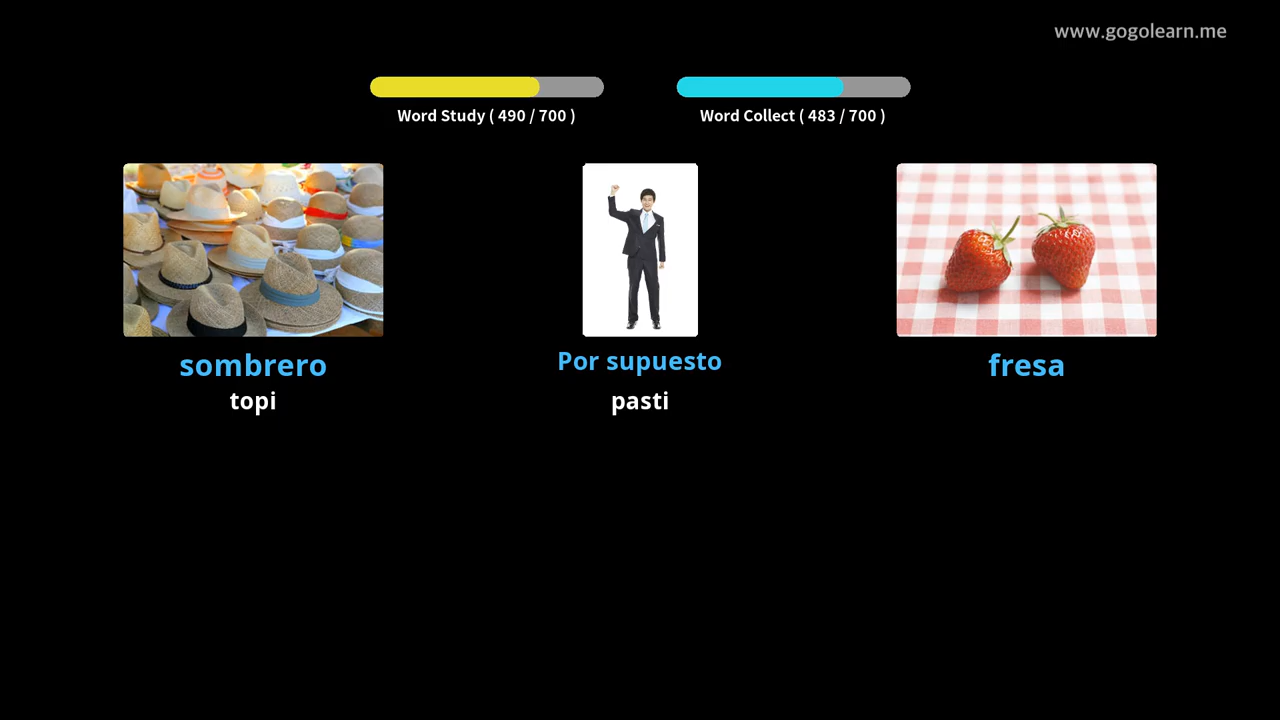 www.gogolearn.me
Word Study ( 490 / 700 )
Word Collect ( 483 / 700 )
sombrero
Por supuesto
fresa
topi
pasti